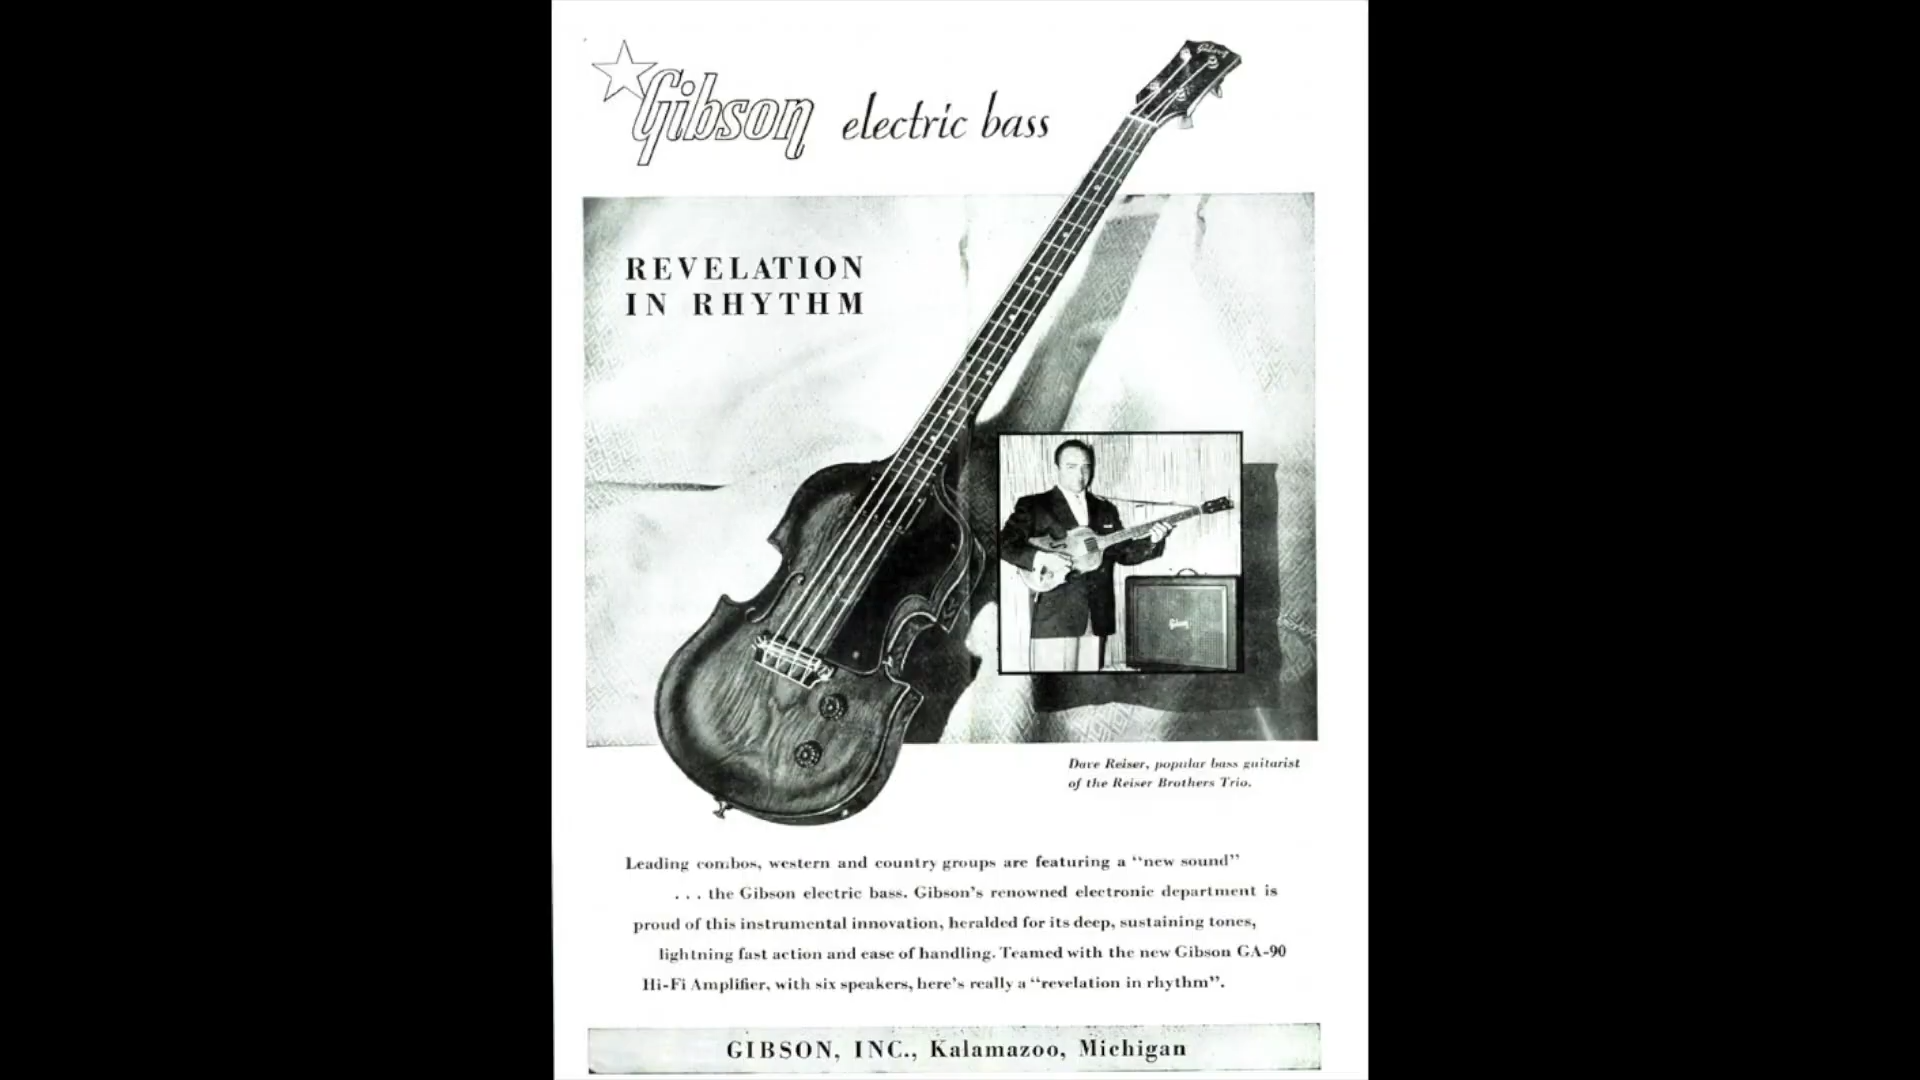 Gibson electric bass
Gibson
REVELATION
IN RHYTHM
Gibson
Dave Reiser, popular bass guitarist
of the Reiser Brothers Trio.
Leading combos, western and country groups are featuring a “new sound”
. . . the Gibson electric bass. Gibson's renowned electronic department is
proud of this instrumental innovation, heralded for its deep, sustaining tones,
lightning fast action and ease of handling. Teamed with the new Gibson GA-90
Hi-Fi Amplifier, with six speakers, here's really a “revelation in rhythm”.
GIBSON, INC., Kalamazoo, Michigan